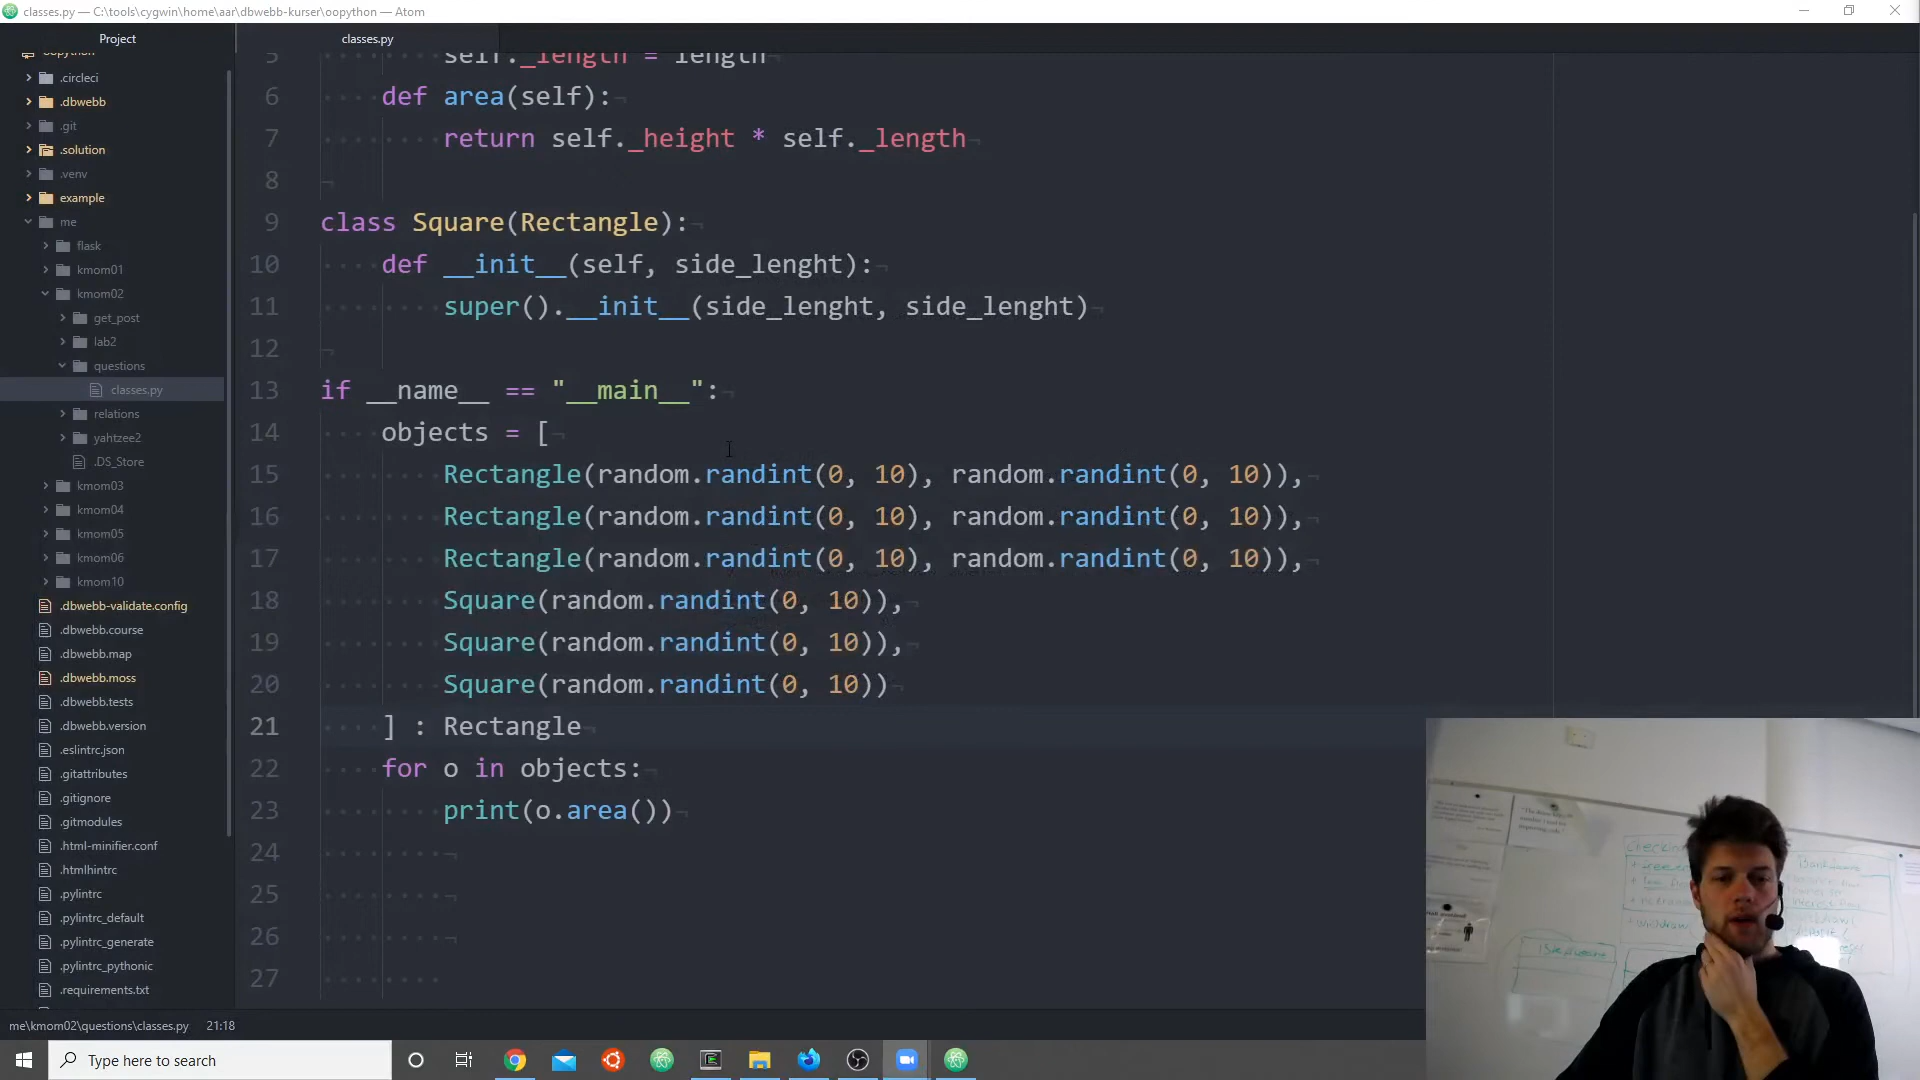 classes.py — C:\tools\cygwin\home\aar\dbwebb-kurser\oopython — Atom
Project
classes.py
oopython
.circleci
.dbwebb
.git
.solution
.venv
example
me
flask
kmom01
kmom02
get_post
lab2
questions
classes.py
relations
yahtzee2
.DS_Store
kmom03
kmom04
kmom05
kmom06
kmom10
.dbwebb-validate.config
.dbwebb.course
.dbwebb.map
.dbwebb.moss
.dbwebb.tests
.dbwebb.version
.eslintrc.json
.gitattributes
.gitignore
.gitmodules
.html-minifier.conf
.htmlhintrc
.pylintrc
.pylintrc_default
.pylintrc_generate
.pylintrc_pythonic
.requirements.txt
5 self._length = length
6 def area(self):
7 return self._height * self._length
8
9 class Square(Rectangle):
10 def __init__(self, side_lenght):
11 super().__init__(side_lenght, side_lenght)
12
13 if __name__ == "__main__":
14 objects = [
15 Rectangle(random.randint(0, 10), random.randint(0, 10)),
16 Rectangle(random.randint(0, 10), random.randint(0, 10)),
17 Rectangle(random.randint(0, 10), random.randint(0, 10)),
18 Square(random.randint(0, 10)),
19 Square(random.randint(0, 10)),
20 Square(random.randint(0, 10))
21 ] : Rectangle
22 for o in objects:
23 print(o.area())
24
25
26
27
me\kmom02\questions\classes.py 21:18
Type here to search